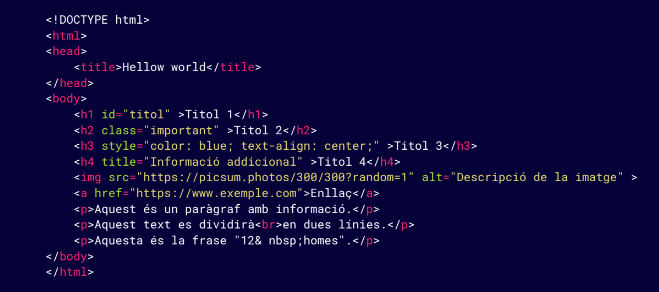 <!DOCTYPE html>
<html>
<head>
<title>Hellow world</title>
</head>
<body>
<h1 id="titol" >Titol 1</h1>
<h2 class="important" >Titol 2</h2>
<h3 style="color: blue; text-align: center;" >Titol 3</h3>
<h4 title="Informació addicional" >Titol 4</h4>
<img src="https://picsum.photos/300/300?random=1" alt="Descripció de la imatge" >
<a href="https://www.exemple.com">Enllaç</a>
<p>Aquest és un paràgraf amb informació.</p>
<p>Aquest text es dividirà<br>en dues línies.</p>
<p>Aquesta és la frase "12& nbsp;homes".</p>
</body>
</html>